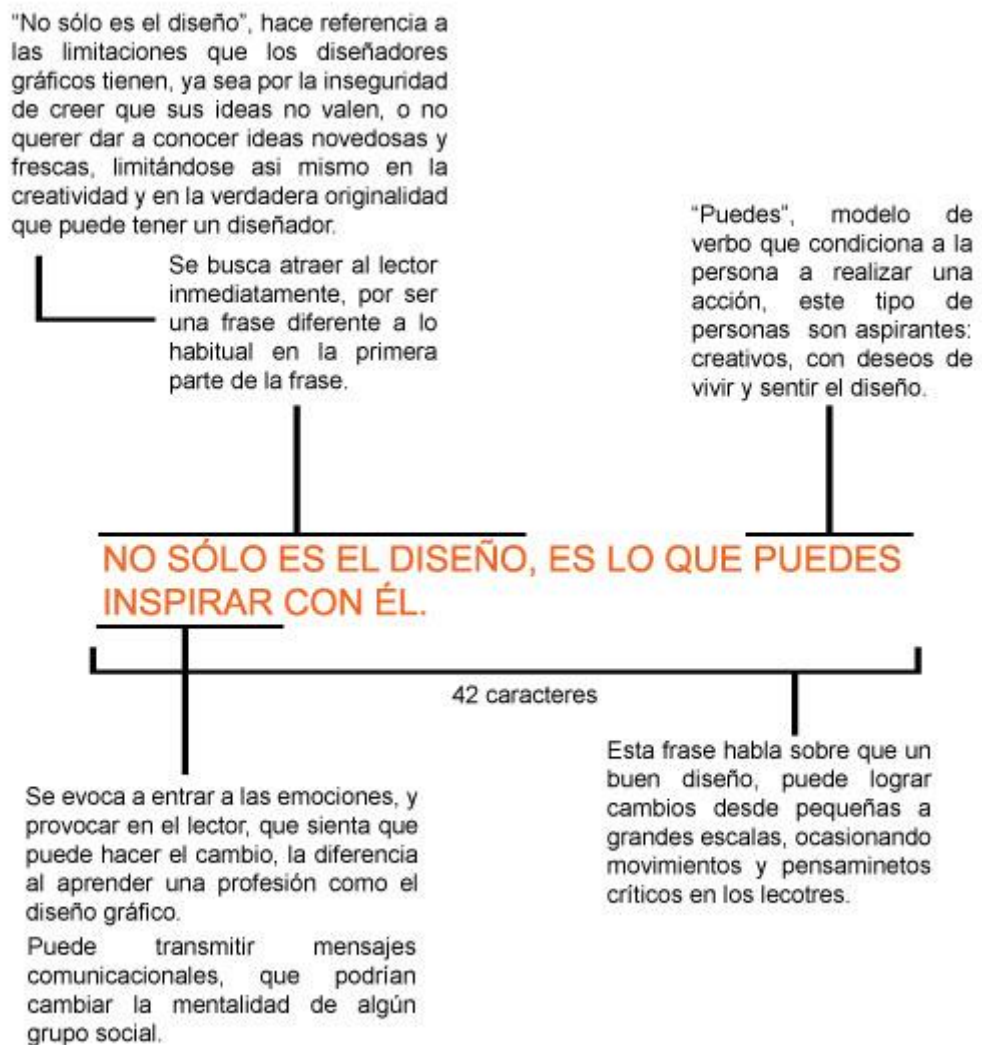 "No sólo es el diseño", hace referencia a
las limitaciones que los diseñadores
gráficos tienen, ya sea por la inseguridad
de creer que sus ideas no valen, o no
querer dar a conocer ideas novedosas y
frescas, limitándose asi mismo en la
creatividad y en la verdadera originalidad
que puede tener un diseñador.
Se busca atraer al lector
inmediatamente, por ser
una frase diferente a lo
habitual en la primera
parte de la frase.
"Puedes", modelo de
verbo que condiciona a la
persona a realizar una
acción, este tipo de
personas son aspirantes:
creativos, con deseos de
vivir y sentir el diseño.
NO SÓLO ES EL DISEÑO, ES LO QUE PUEDES
INSPIRAR CON ÉL.
42 caracteres
Se evoca a entrar a las emociones, y
provocar en el lector, que sienta que
puede hacer el cambio, la diferencia
al aprender una profesión como el
diseño gráfico.
Puede transmitir mensajes
comunicacionales, que podrían
cambiar la mentalidad de algún
grupo social.
Esta frase habla sobre que un
buen diseño, puede lograr
cambios desde pequeñas a
grandes escalas, ocasionando
movimientos y pensaminetos
críticos en los lecotres.